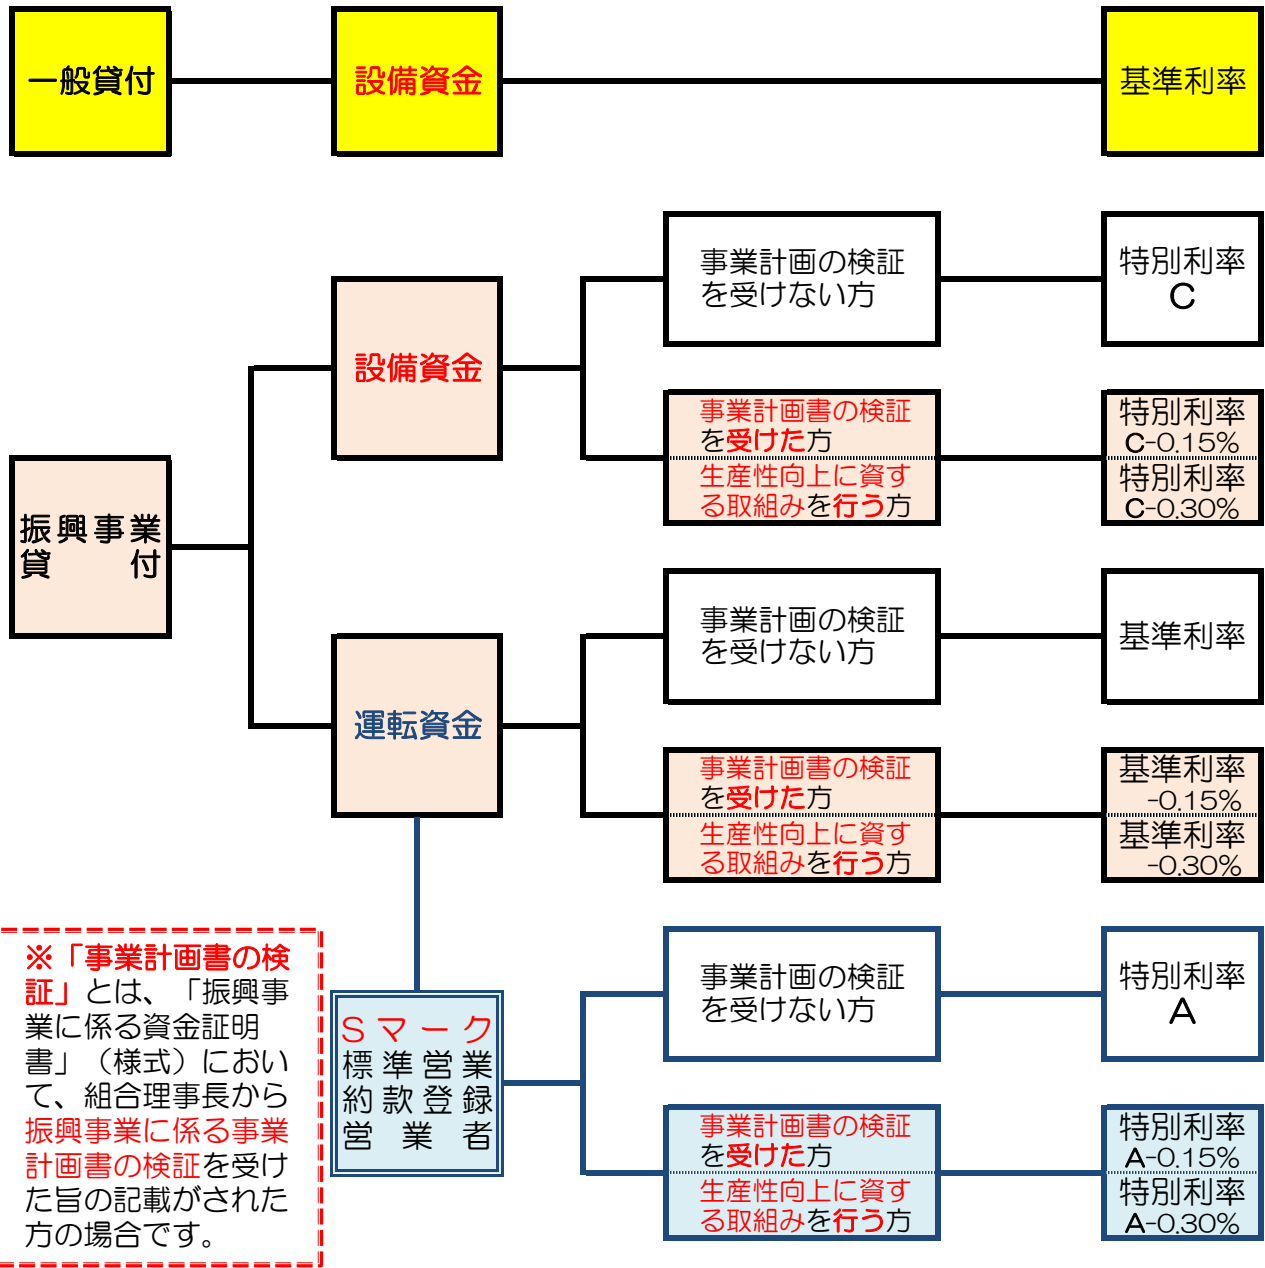 一般貸付
設備資金
基準利率
事業計画の検証
を受けない方
特別利率
C
設備資金
事業計画書の検証
を受けた方
生産性向上に資す
る取組みを行う方
特別利率
C-0.15%
特別利率
C-0.30%
振興事業
貸付
事業計画の検証
を受けない方
基準利率
運転資金
事業計画書の検証
を受けた方
生産性向上に資す
る取組みを行う方
基準利率
-0.15%
基準利率
-0.30%
※「事業計画書の検
証」とは、「振興事
業に係る資金証明
書」（様式）におい
て、組合理事長から
振興事業に係る事業
計画書の検証を受け
た旨の記載がされた
方の場合です。
Ｓマーク
標準営業
約款登録
営業者
事業計画の検証
を受けない方
特別利率
A
事業計画書の検証
を受けた方
生産性向上に資す
る取組みを行う方
特別利率
A-0.15%
特別利率
A-0.30%